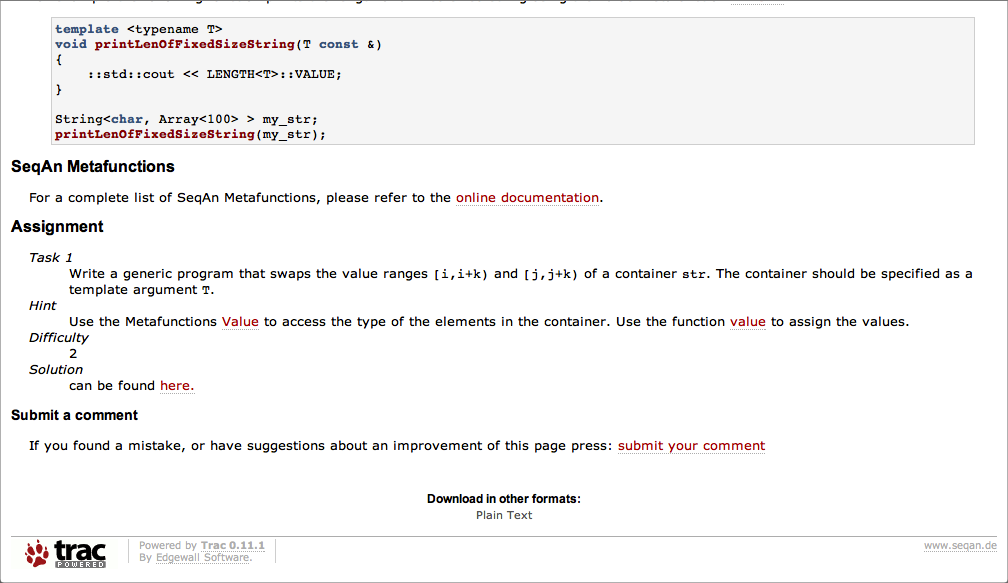 template <typename T>
void printLenOfFixedSizeString(T const &)
{
    ::std::cout << LENGTH<T>::VALUE;
}
String<char, Array<100> > my_str;
printLenOfFixedSizeString(my_str);
SeqAn Metafunctions
For a complete list of SeqAn Metafunctions, please refer to the online documentation.
Assignment
Task 1
Write a generic program that swaps the value ranges [i,i+k) and [j,j+k) of a container str. The container should be specified as a
template argument T.
Hint
Use the Metafunctions Value to access the type of the elements in the container. Use the function value to assign the values.
Difficulty
2
Solution
can be found here.
Submit a comment
If you found a mistake, or have suggestions about an improvement of this page press: submit your comment
Download in other formats:
Plain Text
trac
POWERED
Powered by Trac 0.11.1
By Edgewall Software.
www.seqan.de